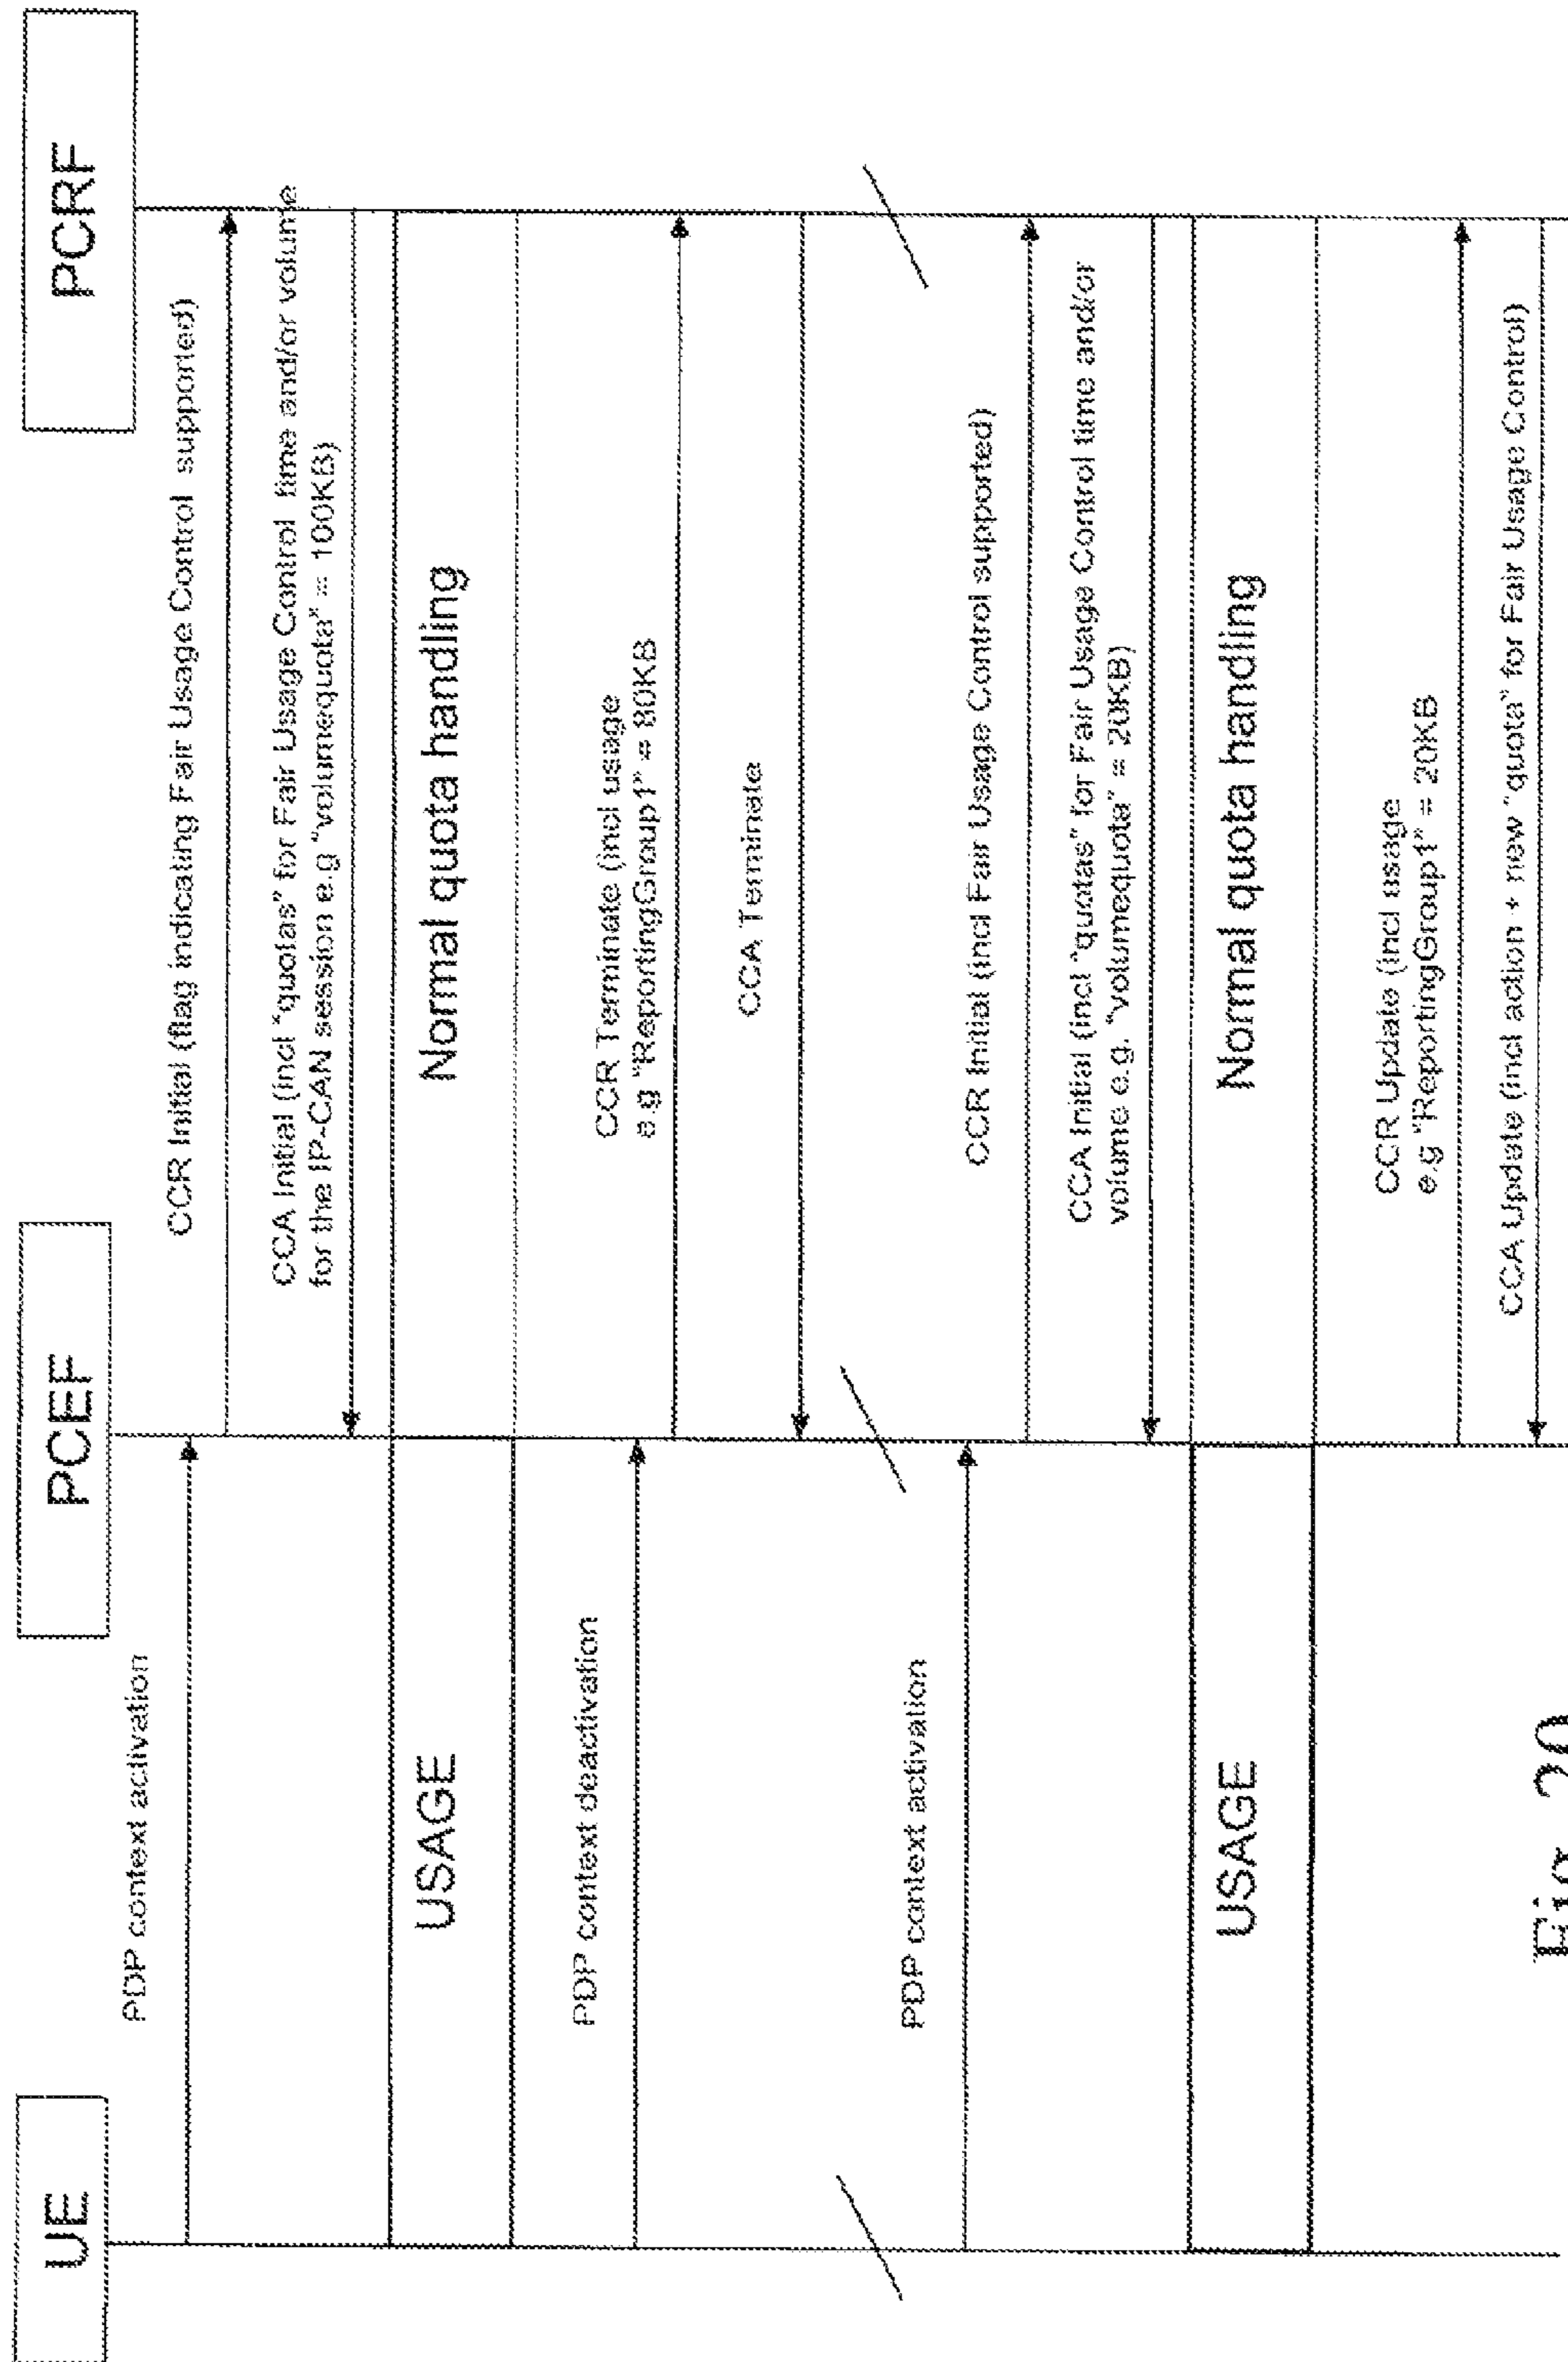 UE
PCEF
PCRF
PDP context activation
CCR Initial (flag indicating Fair Usage Control supported)
CCA Initial (incl "quotas" for Fair Usage Control time and/or volume
for the IP-CAN session e.g "volumequota" = 100KB)
USAGE
Normal quota handling
PDP context deactivation
CCR Terminate (incl usage
e.g "ReportingGroup1" = 80KB
CCA Terminate
PDP context activation
CCR Initial (incl Fair Usage Control supported)
CCA Initial (incl "quotas" for Fair Usage Control time and/or
volume e.g. "volumequota" = 20KB)
USAGE
Normal quota handling
CCR Update (incl usage
e.g "ReportingGroup1" = 20KB
CCA Update (incl action + new "quota" for Fair Usage Control)
Fig. 20